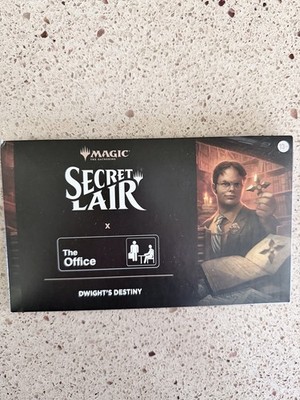 MAGIC
THE GATHERING
SECRET
LAIR
x
The
Office
DWIGHT'S DESTINY